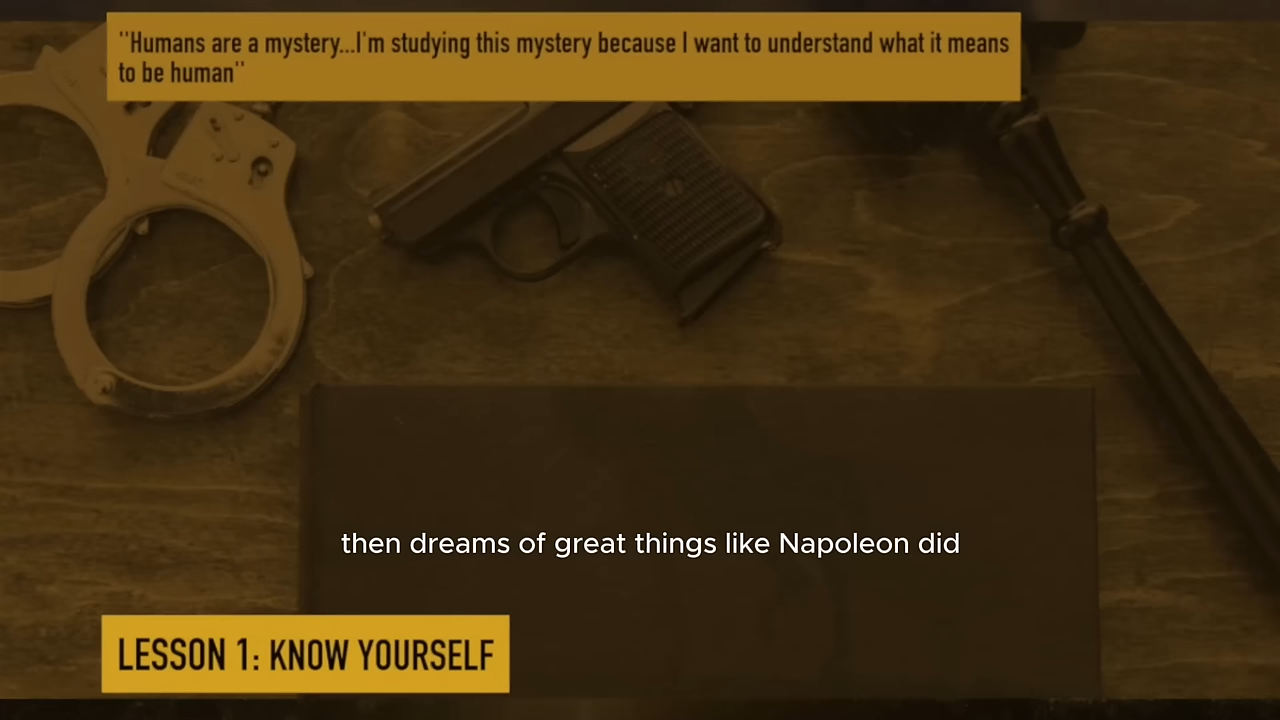 "Humans are a mystery...I'm studying this mystery because I want to understand what it means
to be human"
then dreams of great things like Napoleon did
LESSON 1: KNOW YOURSELF